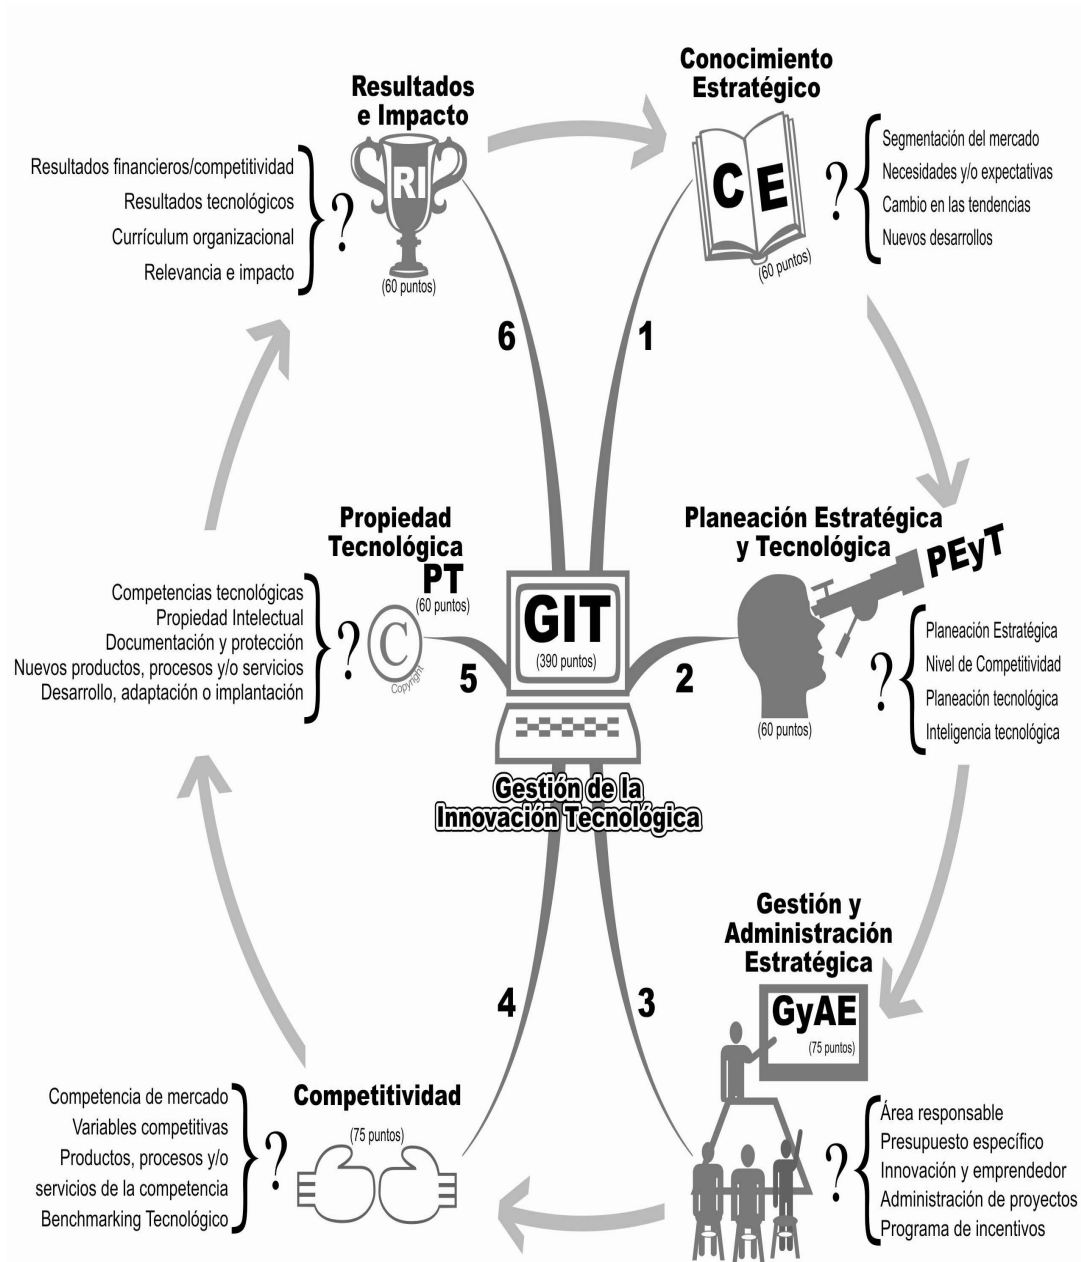 Conocimiento
Estratégico
C E
(60 puntos)
?
Segmentación del mercado
Necesidades y/o expectativas
Cambio en las tendencias
Nuevos desarrollos
1
Planeación Estratégica
y Tecnológica
PEyT
(60 puntos)
?
Planeación Estratégica
Nivel de Competitividad
Planeación tecnológica
Inteligencia tecnológica
2
Gestión y
Administración
Estratégica
GyAE
(75 puntos)
?
Área responsable
Presupuesto específico
Innovación y emprendedor
Administración de proyectos
Programa de incentivos
3
Competitividad
(75 puntos)
?
Competencia de mercado
Variables competitivas
Productos, procesos y/o
servicios de la competencia
Benchmarking Tecnológico
4
Propiedad
Tecnológica
PT
(60 puntos)
C
Copyright
?
Competencias tecnológicas
Propiedad Intelectual
Documentación y protección
Nuevos productos, procesos y/o servicios
Desarrollo, adaptación o implantación
5
Resultados
e Impacto
RI
(60 puntos)
?
Resultados financieros/competitividad
Resultados tecnológicos
Currículum organizacional
Relevancia e impacto
6
GIT
(390 puntos)
Gestión de la
Innovación Tecnológica